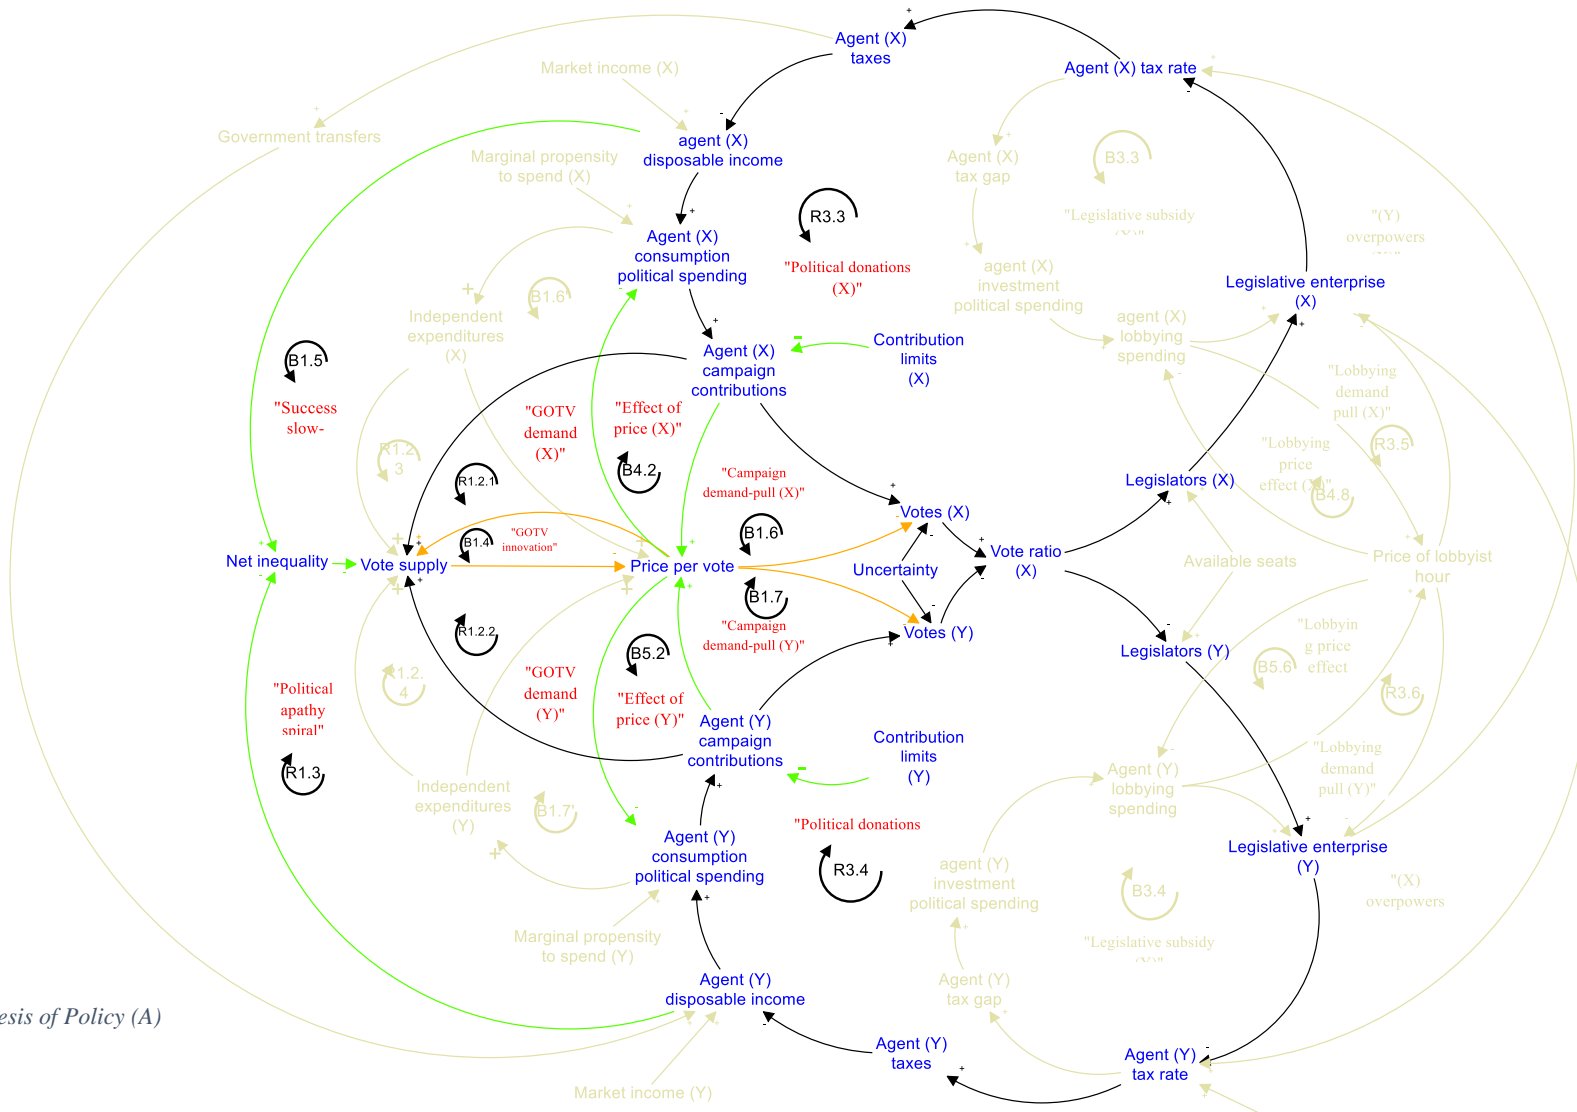 Agent (X)
taxes
Market income (X)
Agent (X) tax rate
Government transfers
agent (X)
disposable income
Marginal propensity
to spend (X)
Agent (X)
tax gap
B3.3
"Legislative subsidy
R3.3
"(Y)
overpowers
Agent (X)
consumption
political spending
"Political donations
(X)"
agent (X)
investment
political spending
Legislative enterprise
(X)
B1.6'
Independent
expenditures
(X)
agent (X)
lobbying
spending
B1.5
Agent (X)
campaign
contributions
Contribution
limits
(X)
"Lobbying
demand
pull (X)"
"Success
slow-
"GOTV
demand
(X)"
"Effect of
price (X)"
R1.2
3
R3.5
"Lobbying
price
effect
B4.2
R1.2.1
"Campaign
demand-pull (X)"
Legislators (X)
B4.8
Votes (X)
"GOTV
innovation"
B1.4
B1.6
Net inequality
Vote supply
Price per vote
Uncertainty
Vote ratio
(X)
Available seats
Price of lobbyist
hour
B1.7
R1.2.2
"Campaign
demand-pull (Y)"
Votes (Y)
Legislators (Y)
"Lobbyin
g price
effect
B5.2
B5.6
R1.2.
4
R3.6
"Political
apathy
spiral"
"GOTV
demand
(Y)"
"Effect of
price (Y)"
Agent (Y)
campaign
contributions
Contribution
limits
(Y)
"Lobbying
demand
pull (Y)"
R1.3
Independent
expenditures
(Y)
B1.7'
Agent (Y)
lobbying
spending
"Political donations
Agent (Y)
consumption
political spending
Legislative enterprise
(Y)
R3.4
agent (Y)
investment
political spending
B3.4
"(X)
overpowers
Marginal propensity
to spend (Y)
"Legislative subsidy
Agent (Y)
disposable income
Agent (Y)
tax gap
esis of Policy (A)
Agent (Y)
taxes
Agent (Y)
tax rate
Market income (Y)